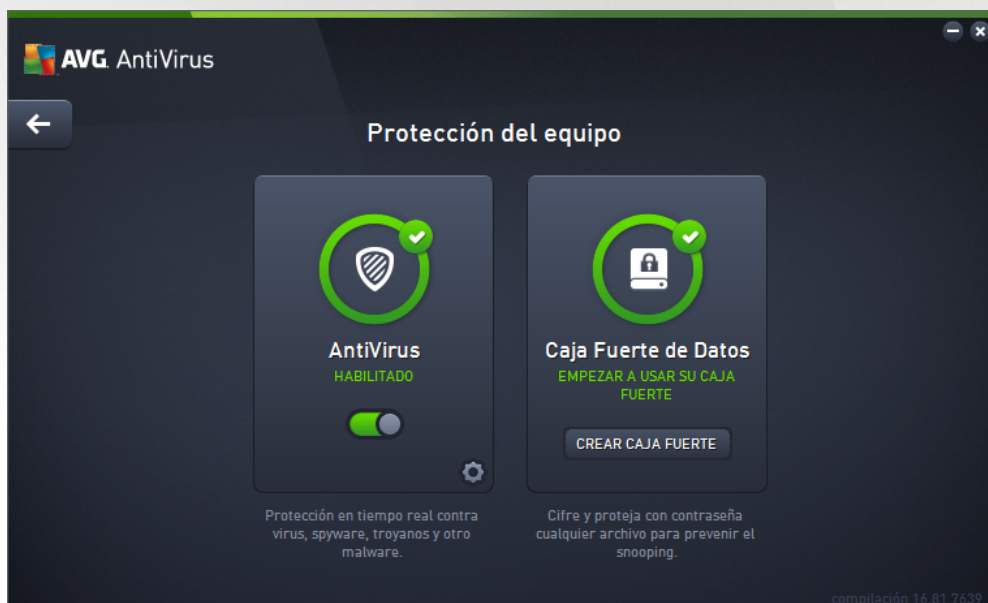 AVG. AntiVirus
Protección del equipo
AntiVirus
HABILITADO
Protección en tiempo real contra
virus, spyware, troyanos y otro
malware.
Caja Fuerte de Datos
EMPEZAR A USAR SU CAJA
FUERTE
CREAR CAJA FUERTE
Cifre y proteja con contraseña
cualquier archivo para prevenir el
snooping.
compilación 16.81.7639